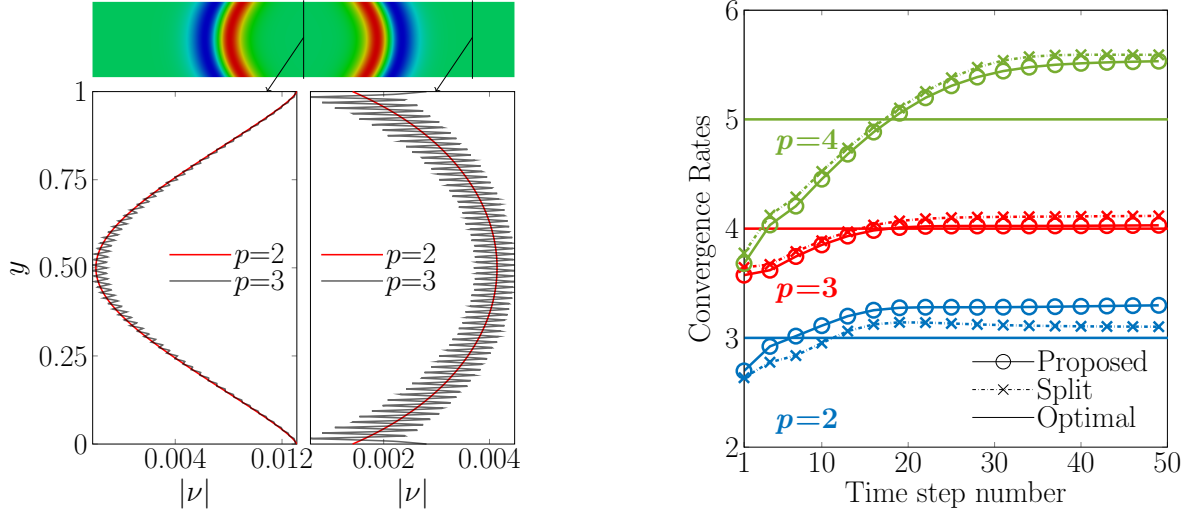 1
0.75
0.50
0.25
0
y
p=2
p=3
0.004
0.012
|ν|
p=2
p=3
0.002
0.004
|ν|
6
5
4
3
2
Convergence Rates
p=4
p=3
p=2
Proposed
Split
Optimal
1
10
20
30
40
50
Time step number